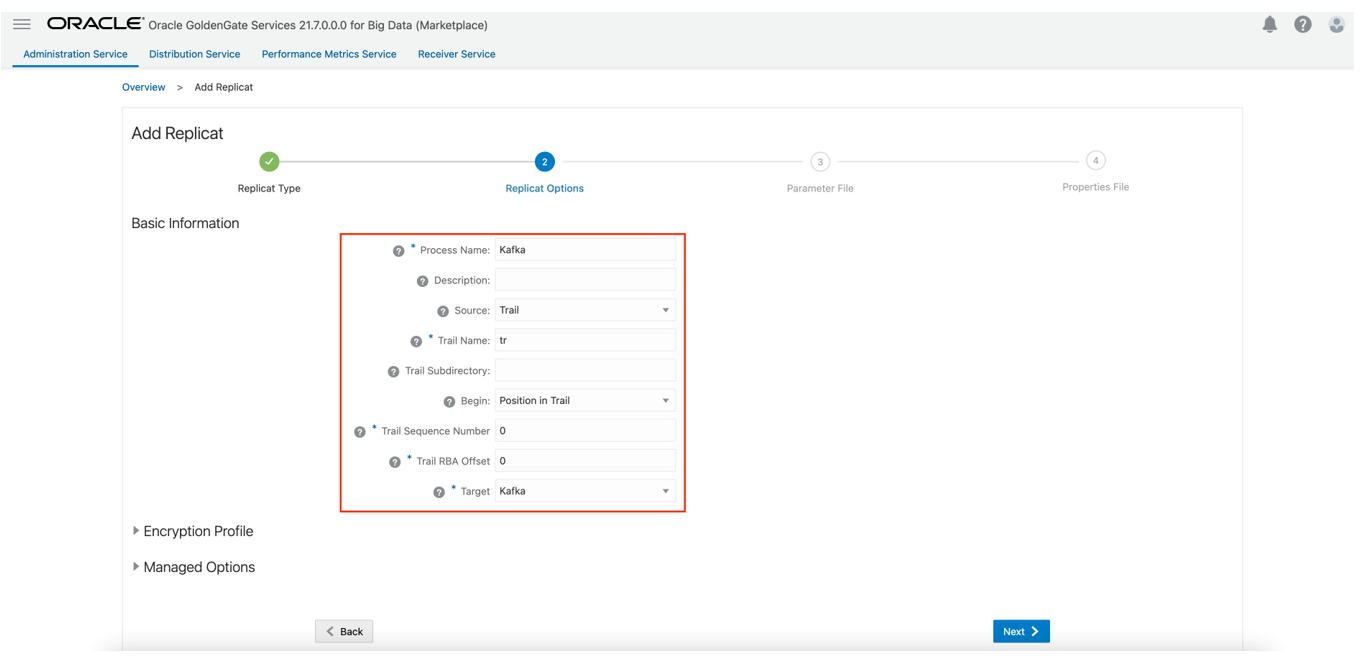 ORACLE® Oracle GoldenGate Services 21.7.0.0.0 for Big Data (Marketplace)
Administration Service Distribution Service Performance Metrics Service Receiver Service
Overview > Add Replicat
Add Replicat
2 3 4
Replicat Type Replicat Options Parameter File Properties File
Basic Information
? * Process Name: Kafka
? Description:
? Source: Trail
? * Trail Name: tr
? Trail Subdirectory:
? Begin: Position in Trail
? * Trail Sequence Number 0
? * Trail RBA Offset 0
? * Target Kafka
Encryption Profile
Managed Options
Back Next